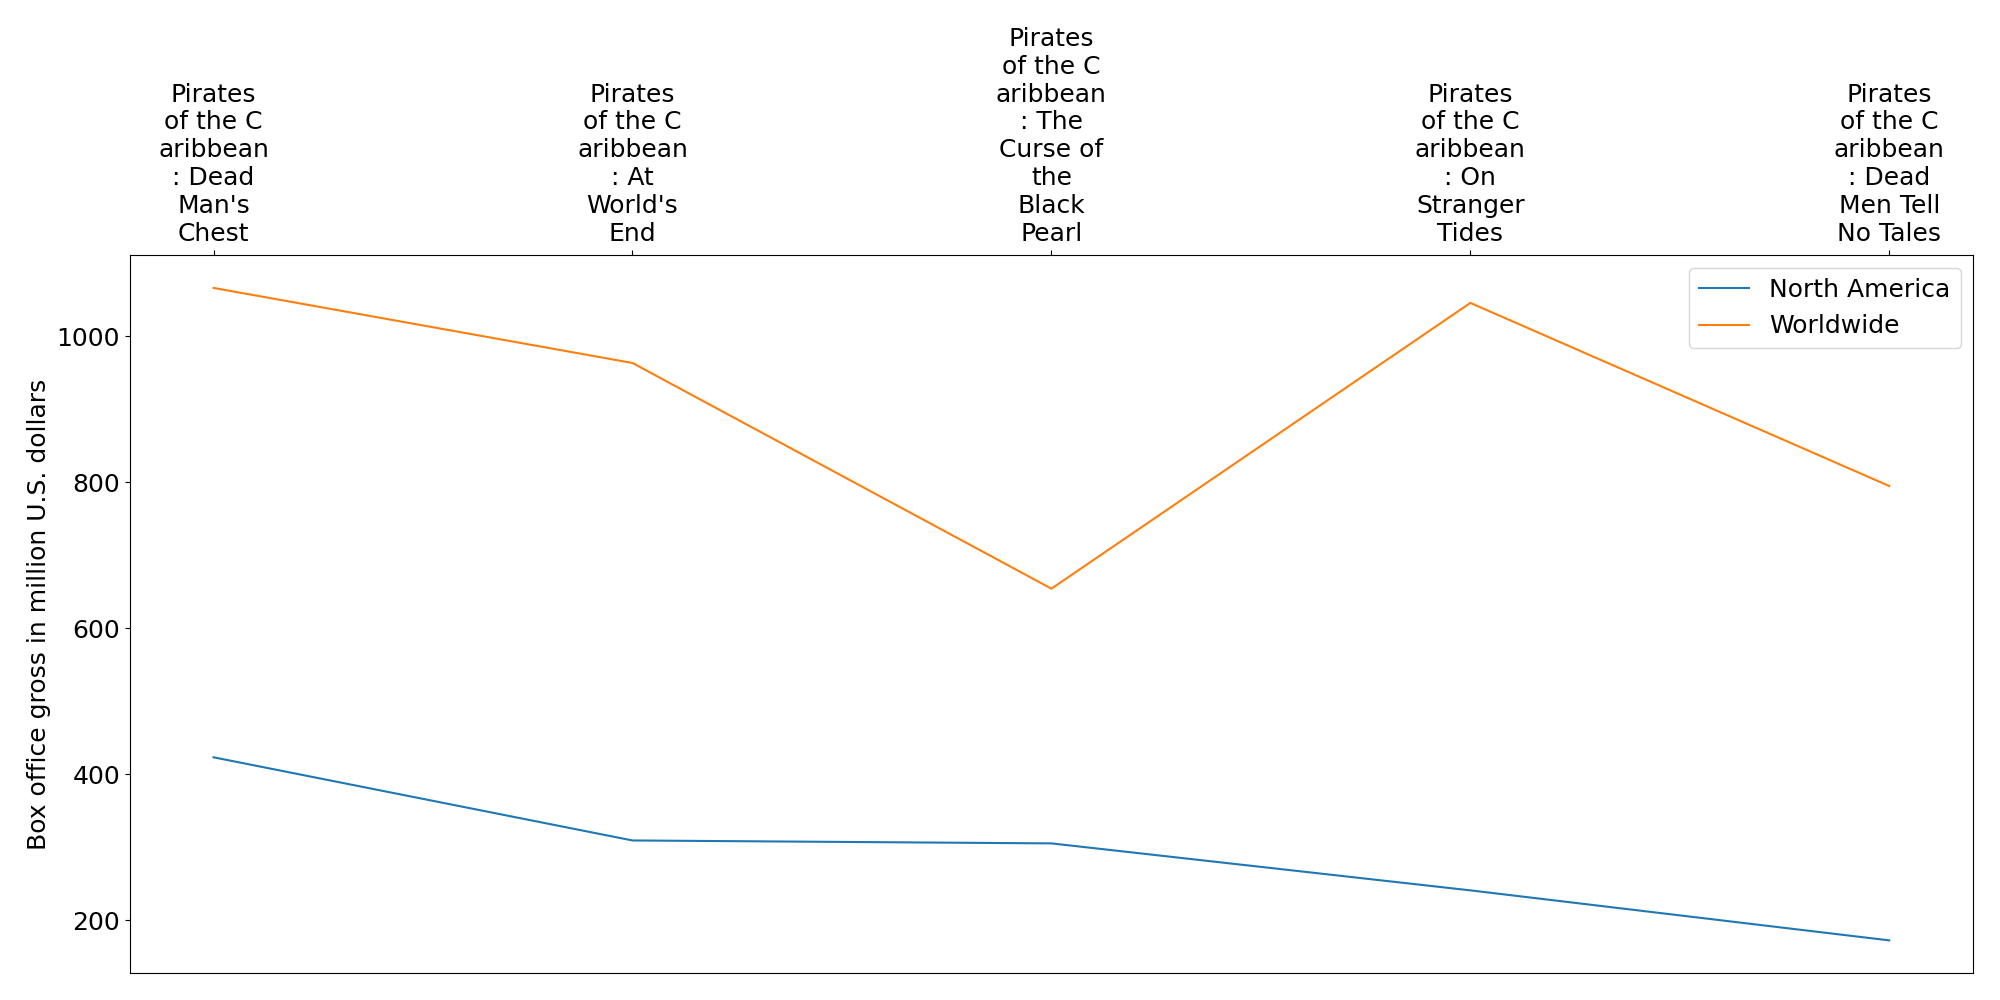 Pirates
of the C
aribbean
: Dead
Man's
Chest
Pirates
of the C
aribbean
: At
World's
End
Pirates
of the C
aribbean
: The
Curse of
the
Black
Pearl
Pirates
of the C
aribbean
: On
Stranger
Tides
Pirates
of the C
aribbean
: Dead
Men Tell
No Tales
North America
Worldwide
1000
800
600
400
200
Box office gross in million U.S. dollars